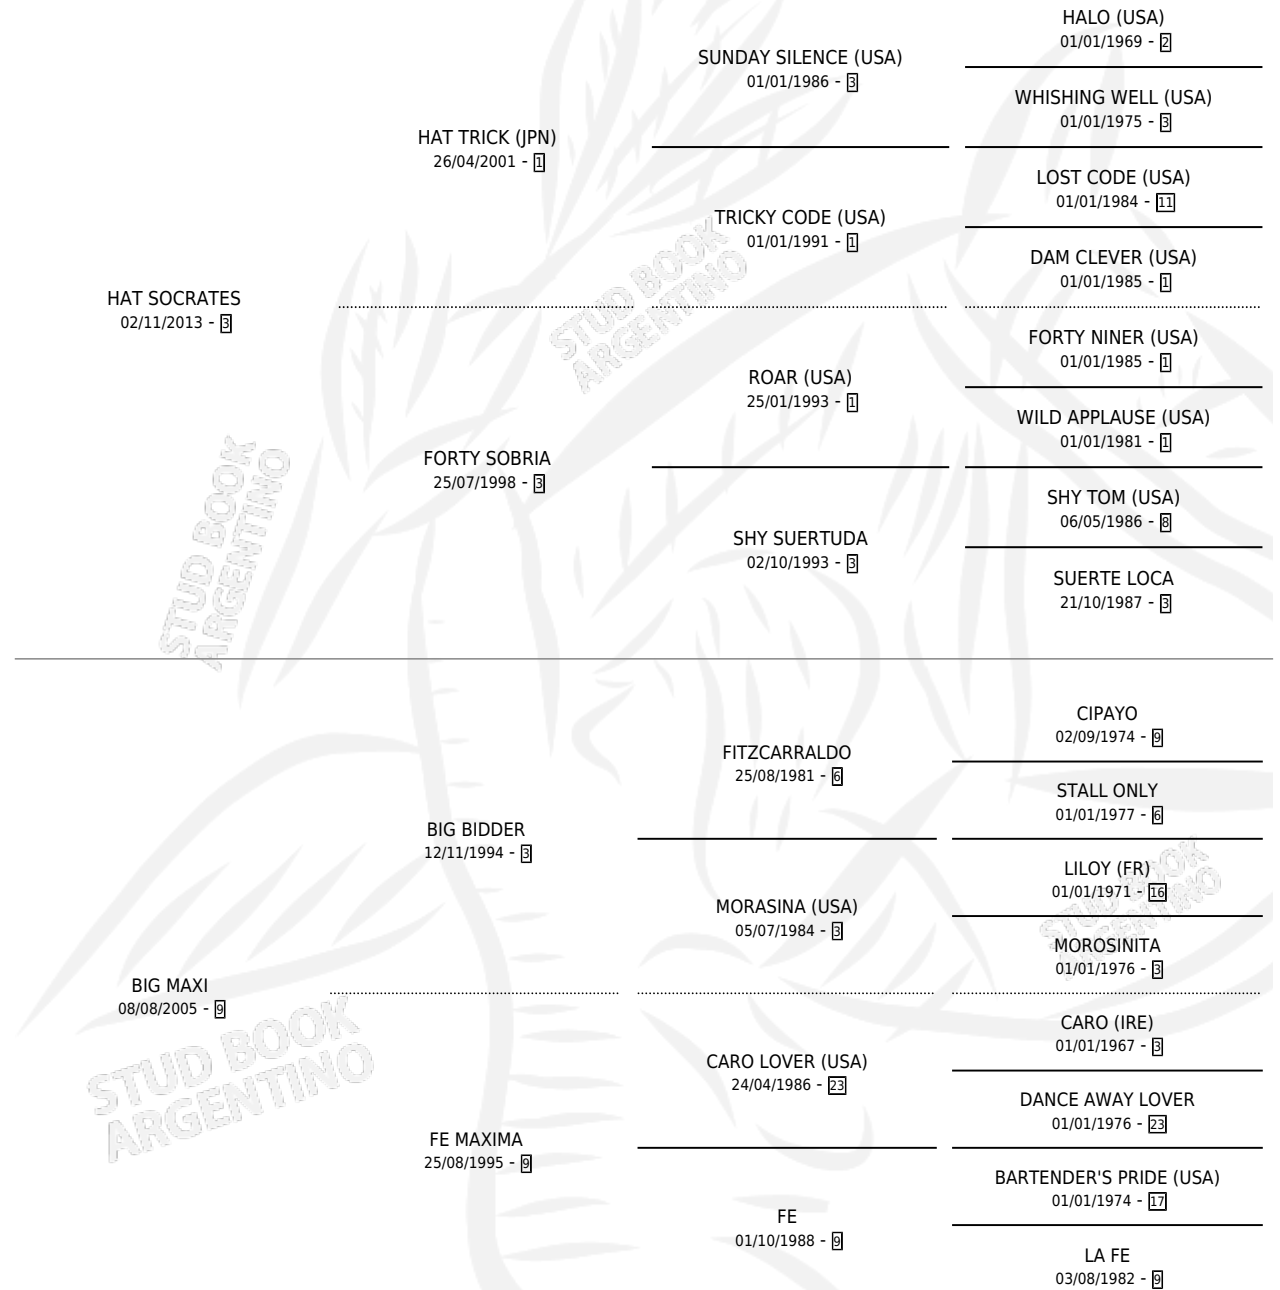 HALO (USA)
01/01/1969 - 2
SUNDAY SILENCE (USA)
01/01/1986 - 3
WHISHING WELL (USA)
01/01/1975 - 3
HAT TRICK (JPN)
26/04/2001 - 1
LOST CODE (USA)
01/01/1984 - 11
TRICKY CODE (USA)
01/01/1991 - 1
DAM CLEVER (USA)
01/01/1985 - 1
HAT SOCRATES
02/11/2013 - 3
FORTY NINER (USA)
01/01/1985 - 1
ROAR (USA)
25/01/1993 - 1
WILD APPLAUSE (USA)
01/01/1981 - 1
FORTY SOBRIA
25/07/1998 - 3
SHY TOM (USA)
06/05/1986 - 8
SHY SUERTUDA
02/10/1993 - 3
SUERTE LOCA
21/10/1987 - 3
CIPAYO
02/09/1974 - 9
FITZCARRALDO
25/08/1981 - 6
STALL ONLY
01/01/1977 - 6
BIG BIDDER
12/11/1994 - 3
LILOY (FR)
01/01/1971 - 16
MORASINA (USA)
05/07/1984 - 3
MOROSINITA
01/01/1976 - 3
BIG MAXI
08/08/2005 - 9
CARO (IRE)
01/01/1967 - 3
CARO LOVER (USA)
24/04/1986 - 23
DANCE AWAY LOVER
01/01/1976 - 23
FE MAXIMA
25/08/1995 - 9
BARTENDER'S PRIDE (USA)
01/01/1974 - 17
FE
01/10/1988 - 9
LA FE
03/08/1982 - 9
STUD BOOK
ARGENTINO
STUD BOOK
ARGENTINO
STUD BOOK
ARGENTINO
STUD BOOK
ARGENTINO